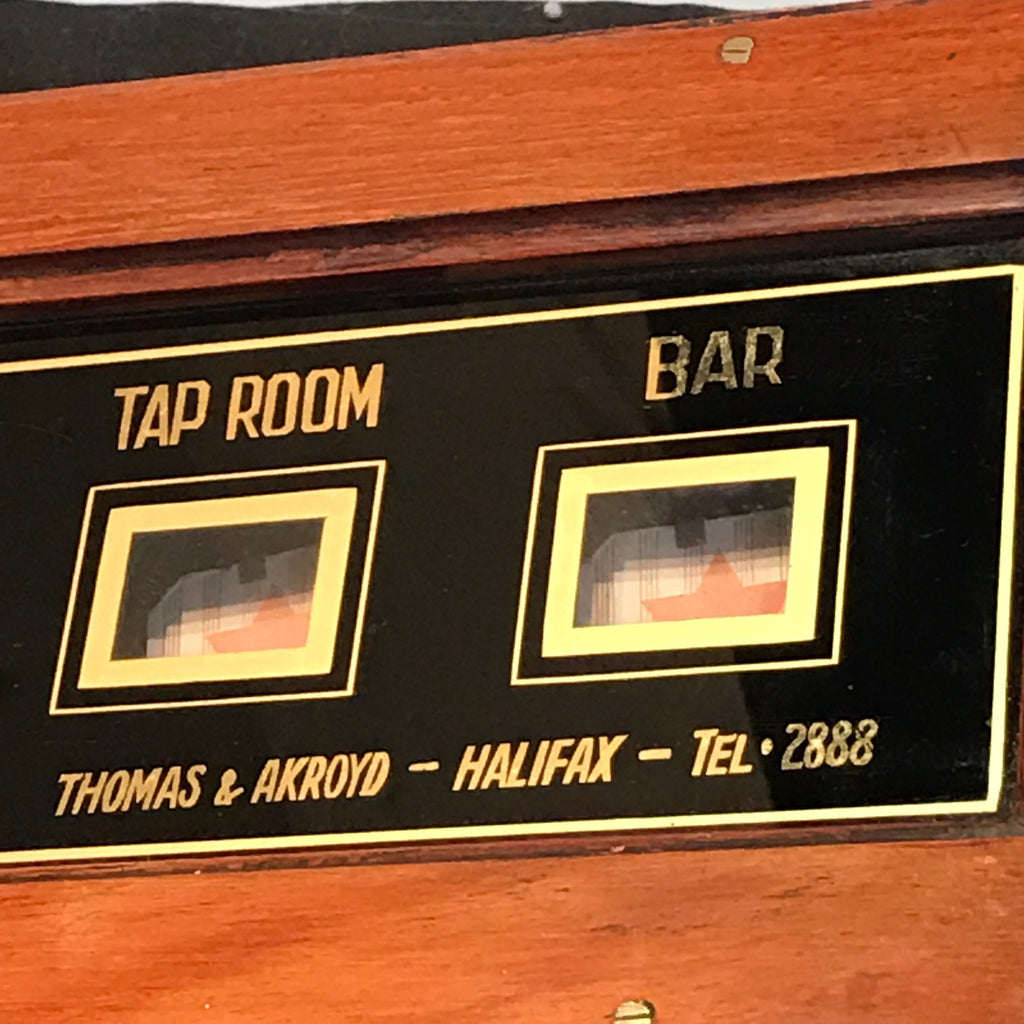 TAP ROOM
BAR
THOMAS & AKROYD – HALIFAX – TEL • 2888